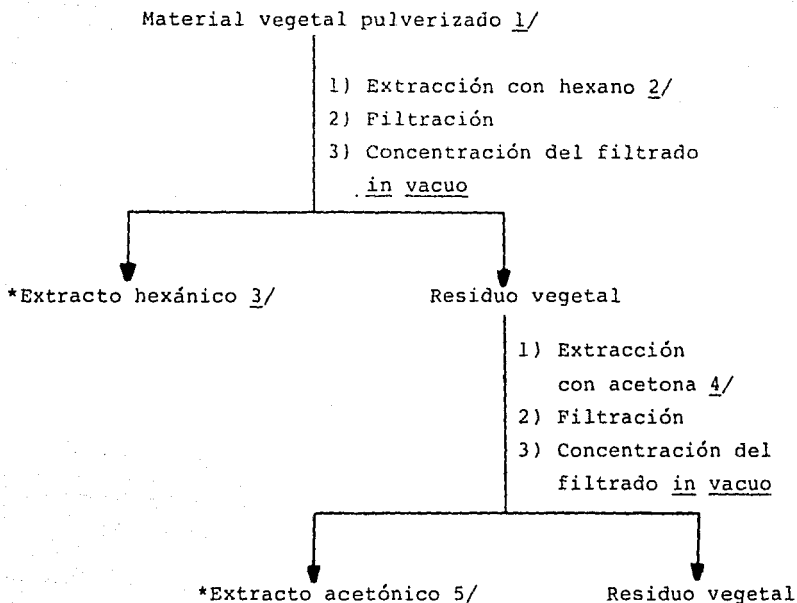 Material vegetal pulverizado 1/
1) Extracción con hexano 2/
2) Filtración
3) Concentración del filtrado
in vacuo
*Extracto hexánico 3/
Residuo vegetal
1) Extracción
con acetona 4/
2) Filtración
3) Concentración del
filtrado in vacuo
*Extracto acetónico 5/
Residuo vegetal